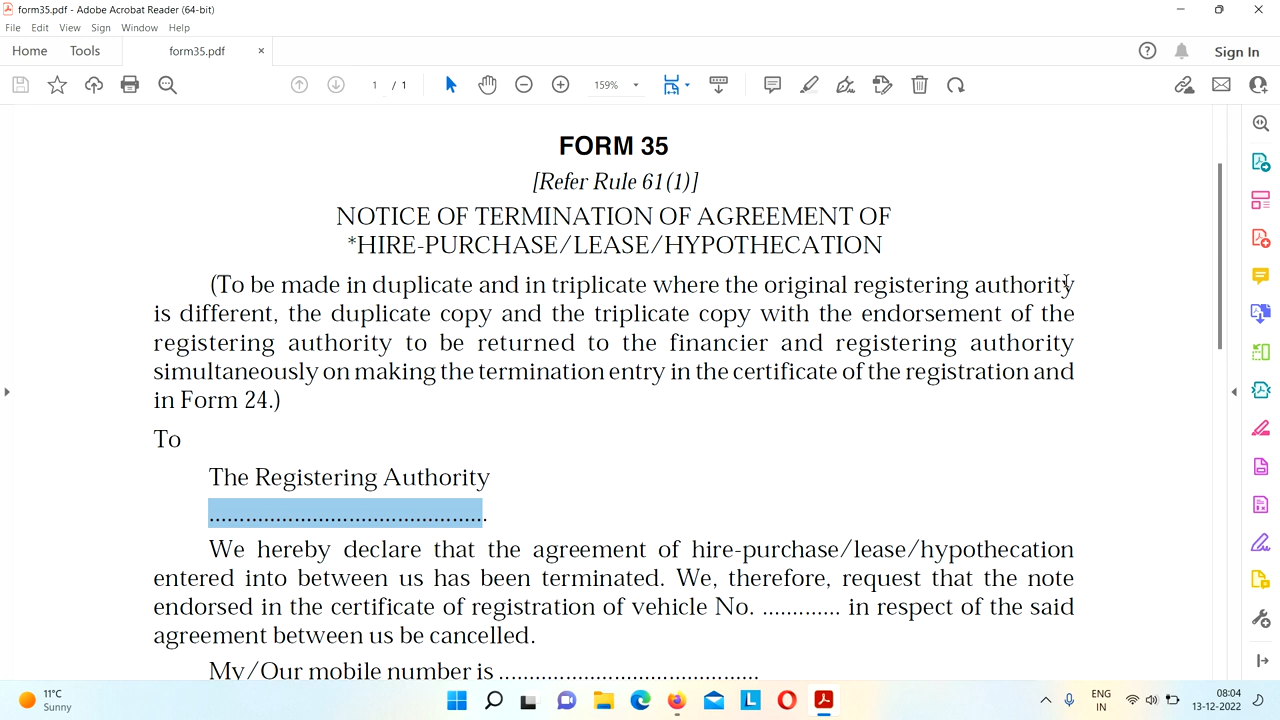 form35.pdf - Adobe Acrobat Reader (64-bit)
File Edit View Sign Window Help
Home Tools form35.pdf × Sign In
1 / 1 159%
FORM 35
[Refer Rule 61(1)]
NOTICE OF TERMINATION OF AGREEMENT OF
*HIRE-PURCHASE/LEASE/HYPOTHECATION
(To be made in duplicate and in triplicate where the original registering authority
is different, the duplicate copy and the triplicate copy with the endorsement of the
registering authority to be returned to the financier and registering authority
simultaneously on making the termination entry in the certificate of the registration and
in Form 24.)
To
The Registering Authority
..............................................
We hereby declare that the agreement of hire-purchase/lease/hypothecation
entered into between us has been terminated. We, therefore, request that the note
endorsed in the certificate of registration of vehicle No. ............. in respect of the said
agreement between us be cancelled.
My/Our mobile number is ...........................................
11°C
Sunny
ENG
IN
08:04
13-12-2022